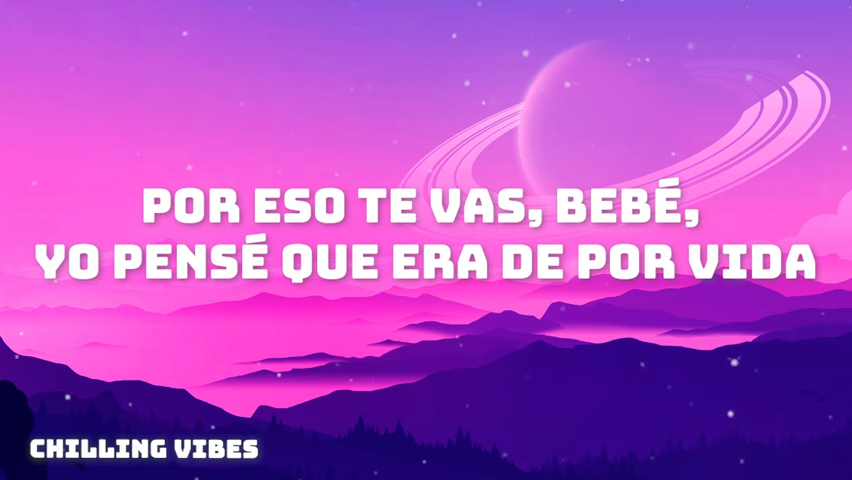 POR ESO TE VAS, BEBÉ,
YO PENSÉ QUE ERA DE POR VIDA
CHILLING VIBES